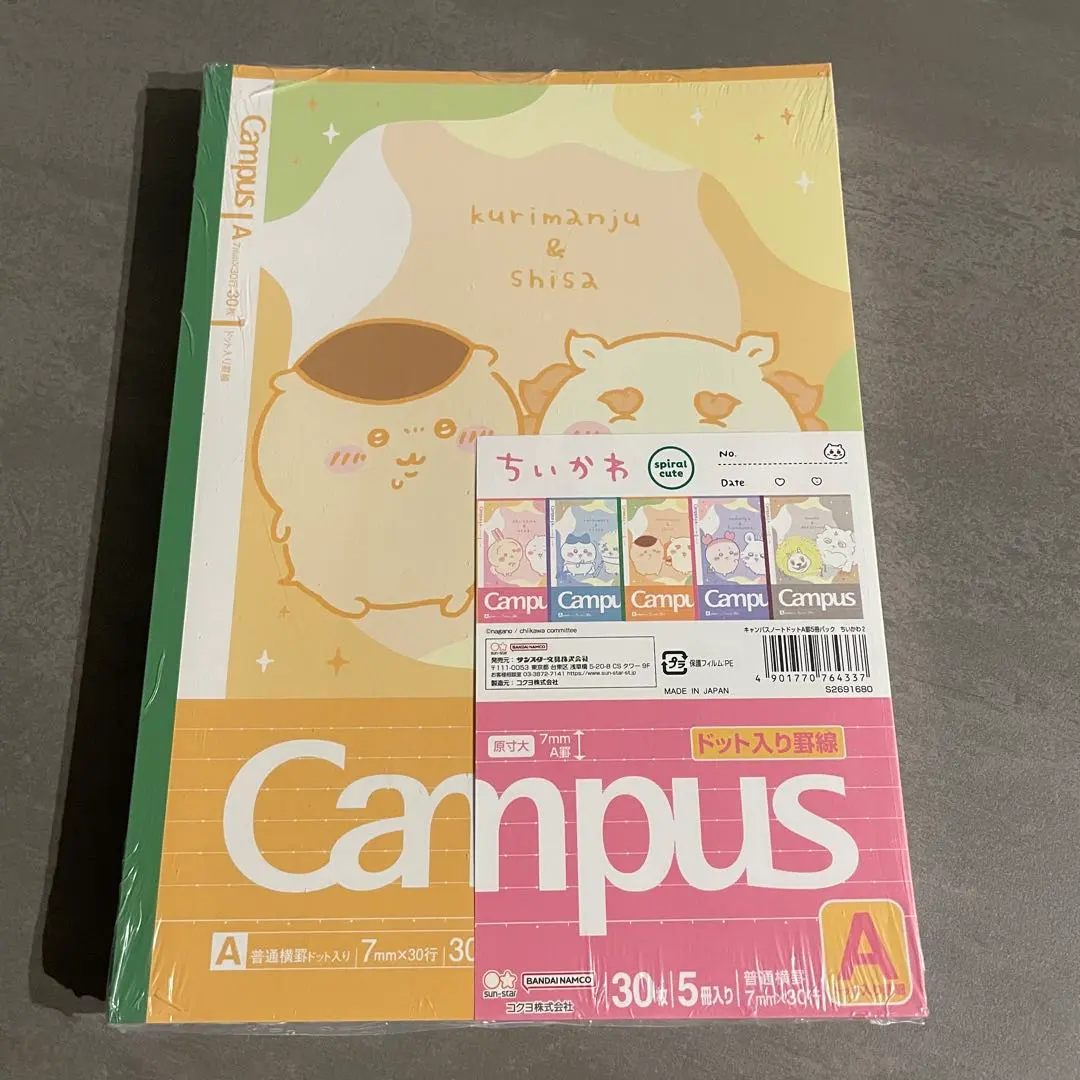 Campus A 7mm×30行 30枚 ドット入り罫線
kurimanju
&
shisa
ちいかわ
spiral
cute
No.
Date
Campu
Campu
Campu
Campu
Campus
©nagano / chiikawa committee
キャンパスノートドットA罫5冊パック ちいかわ2
sun-star BANDAI NAMCO
発売元: サンスター文具株式会社
〒111-0053 東京都 台東区 浅草橋 5-20-8 CS タワー 9F
お客様相談室 03-3872-7141 https://www.sun-star-st.jp
製造元: コクヨ株式会社
プラ 保護フィルム:PE
4 901770 764337
MADE IN JAPAN
S2691680
原寸大
7mm
A罫
ドット入り罫線
Campus
A 普通横罫ドット入り 7mm×30行 30
sun-star
BANDAI NAMCO
コクヨ株式会社
30枚 5冊入り
普通横罫
7mm×30行
A